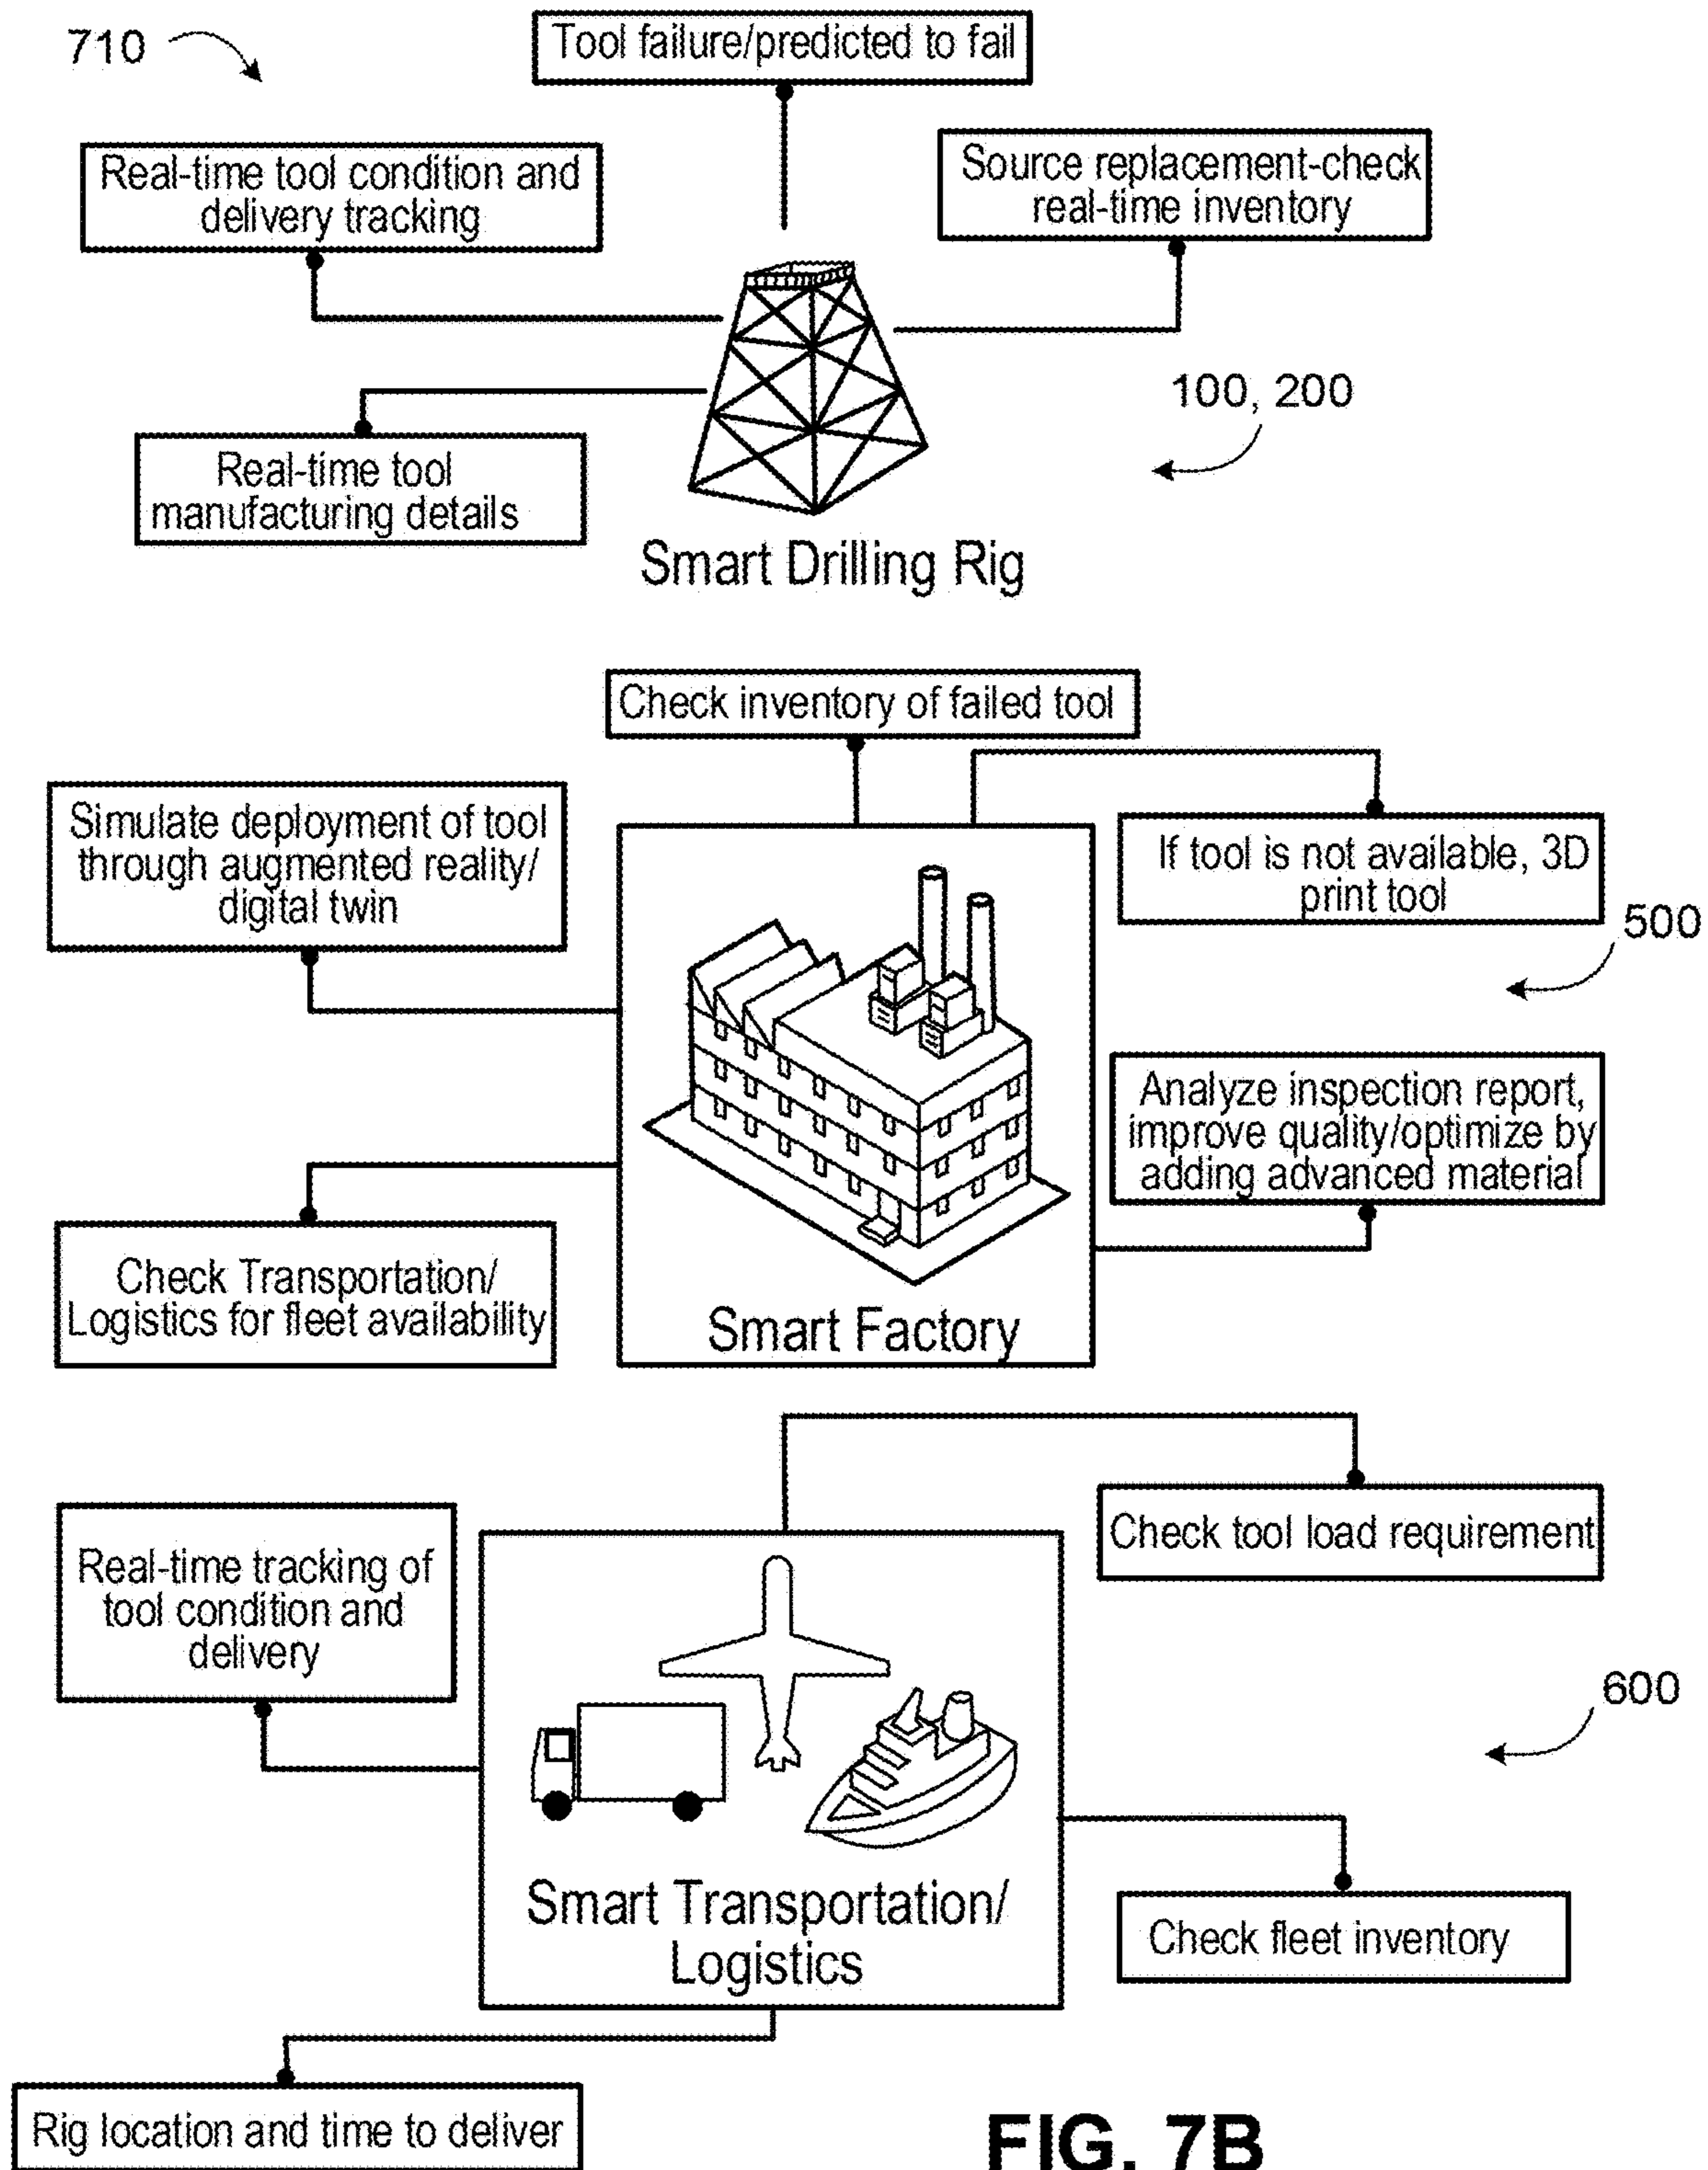 710
Tool failure/predicted to fail
Real-time tool condition and
delivery tracking
Source replacement-check
real-time inventory
100, 200
Real-time tool
manufacturing details
Smart Drilling Rig
Check inventory of failed tool
Simulate deployment of tool
through augmented reality/
digital twin
If tool is not available, 3D
print tool
500
Analyze inspection report,
improve quality/optimize by
adding advanced material
Check Transportation/
Logistics for fleet availability
Smart Factory
Check tool load requirement
Real-time tracking of
tool condition and
delivery
600
Smart Transportation/
Logistics
Check fleet inventory
Rig location and time to deliver
FIG. 7B